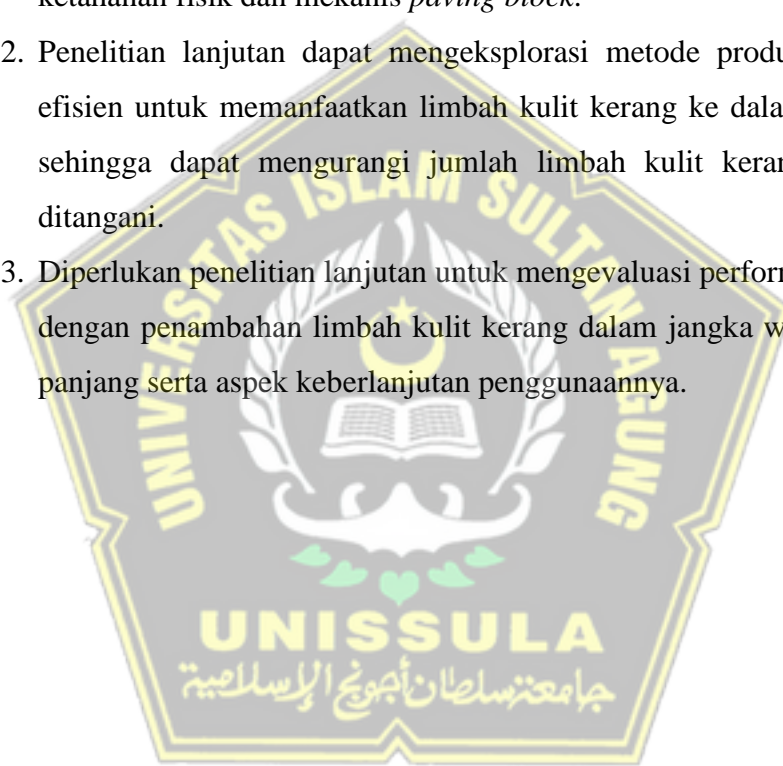 ketahanan fisik dan mekanis paving block.
2. Penelitian lanjutan dapat mengeksplorasi metode produ
efisien untuk memanfaatkan limbah kulit kerang ke dala
sehingga dapat mengurangi jumlah limbah kulit keran
ditangani.
3. Diperlukan penelitian lanjutan untuk mengevaluasi perform
dengan penambahan limbah kulit kerang dalam jangka w
panjang serta aspek keberlanjutan penggunaannya.
UNIVERSITAS ISLAM SULTAN AGUNG
UNISSULA
جامعة سلطان أجونج الإسلامية